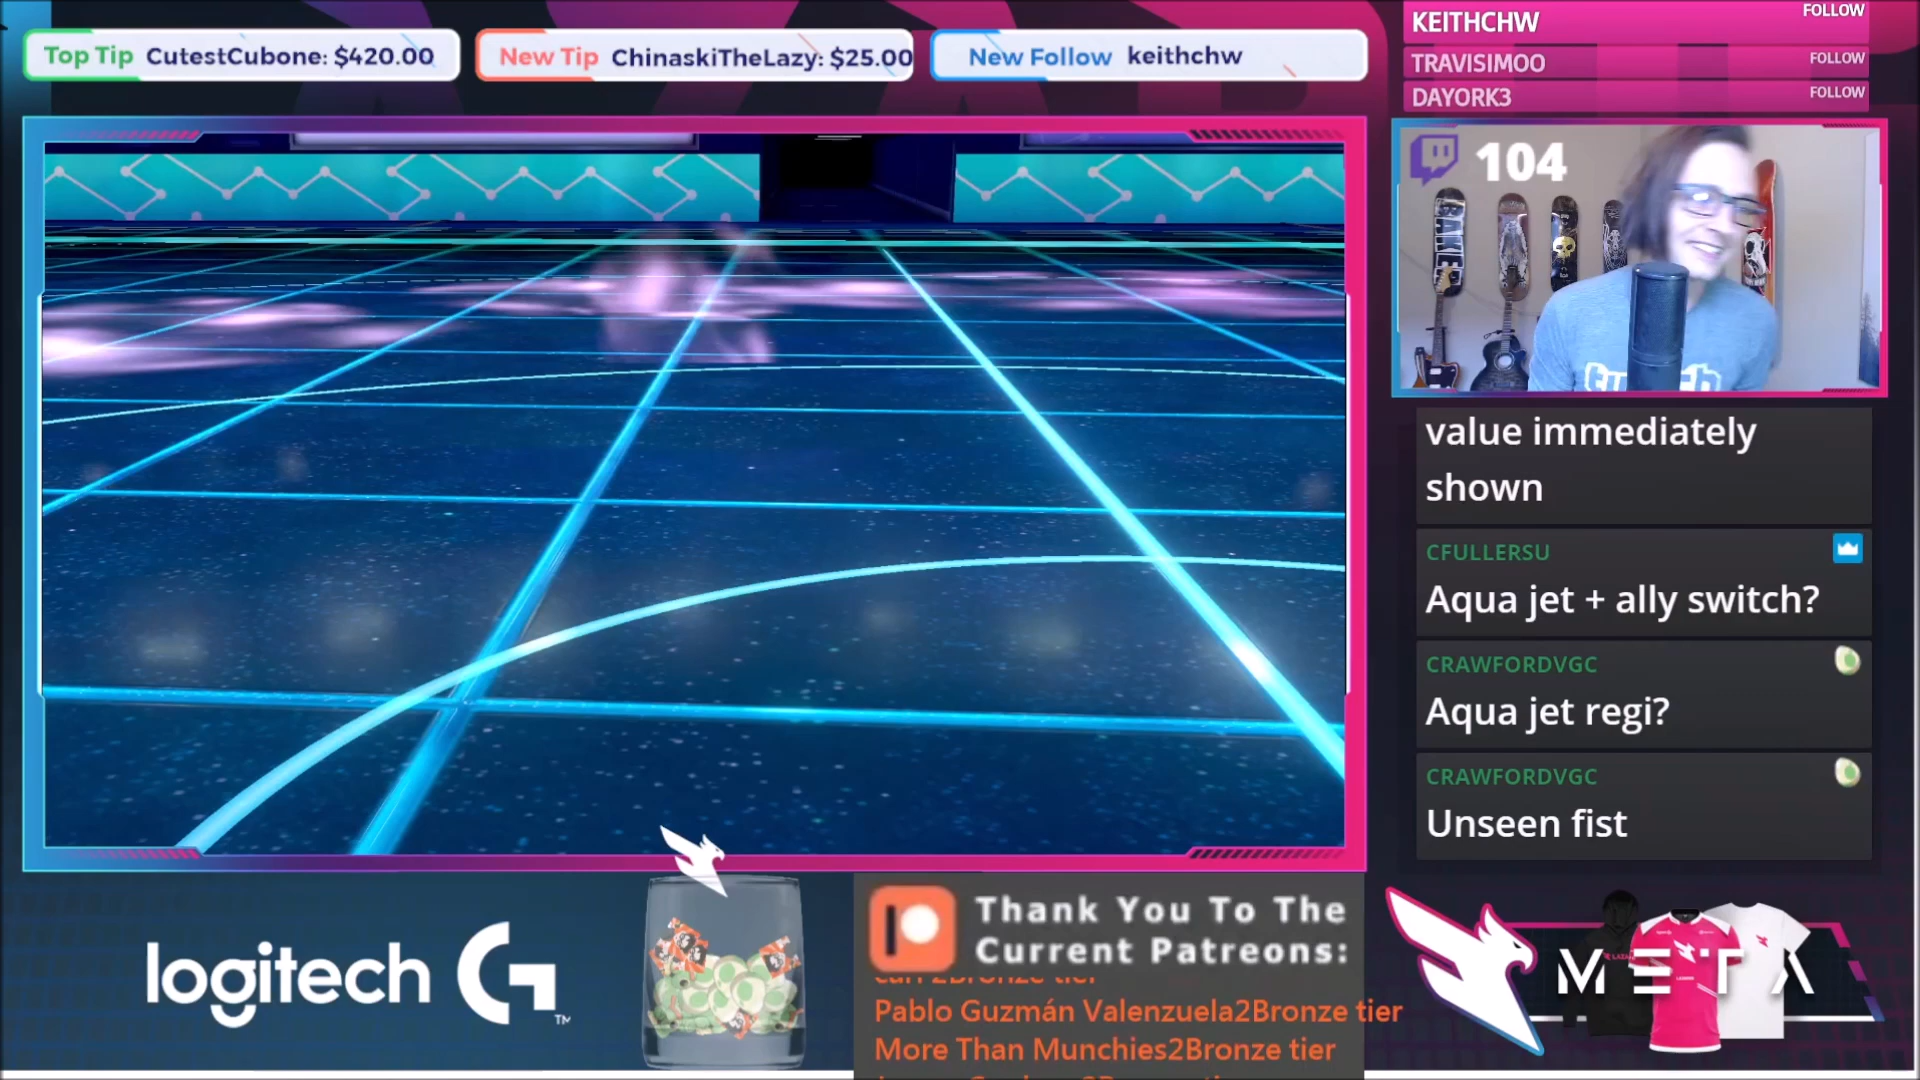 Top Tip CutestCubone: $420.00
New Tip ChinaskiTheLazy: $25.00
New Follow keithchw
KEITHCHW FOLLOW
TRAVISIMOO FOLLOW
DAYORK3 FOLLOW
104
value immediately
shown
CFULLERSU
Aqua jet + ally switch?
CRAWFORDVGC
Aqua jet regi?
CRAWFORDVGC
Unseen fist
logitech G TM
Thank You To The
Current Patreons:
Pablo Guzmán Valenzuela2Bronze tier
More Than Munchies2Bronze tier
META